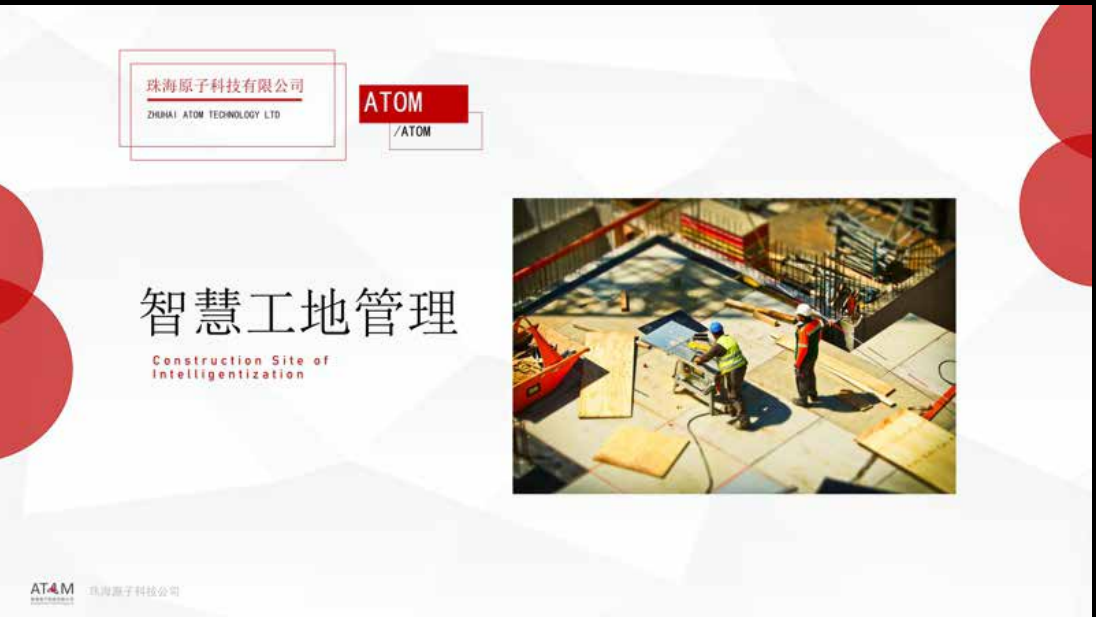 珠海原子科技有限公司
ZHUHAI ATOM TECHNOLOGY LTD
ATOM
/ATOM
智慧工地管理
Construction Site of
Intelligentization
ATOM
珠海原子科技公司